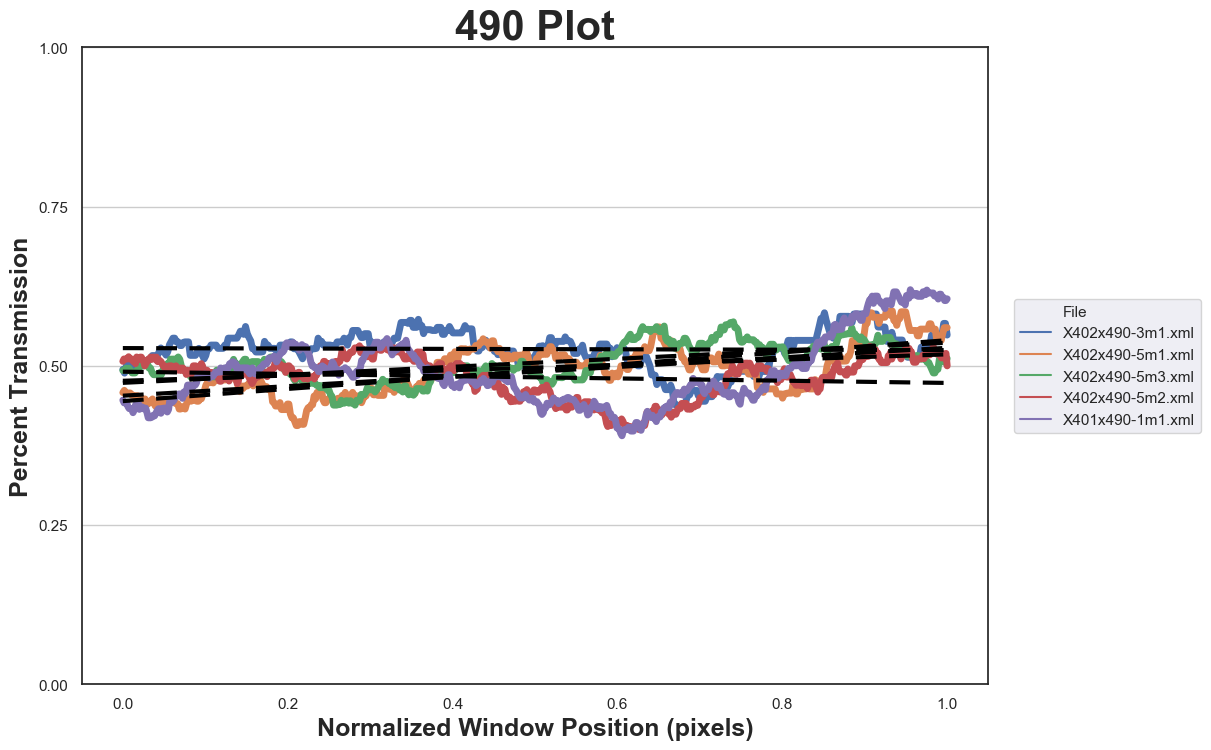 490 Plot
Percent Transmission
1.00
0.75
0.50
0.25
0.00
0.0 0.2 0.4 0.6 0.8 1.0
Normalized Window Position (pixels)
File
X402x490-3m1.xml
X402x490-5m1.xml
X402x490-5m3.xml
X402x490-5m2.xml
X401x490-1m1.xml